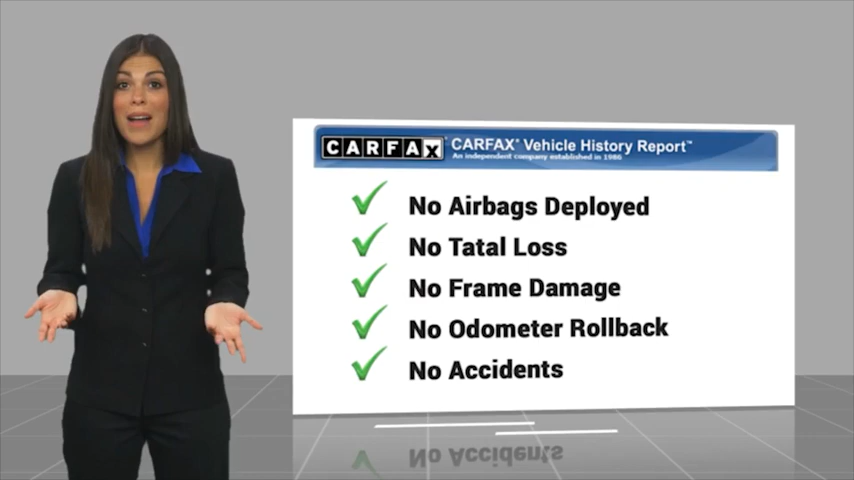 CARFAX CARFAX® Vehicle History Report™
An independent company established in 1986
No Airbags Deployed
No Tatal Loss
No Frame Damage
No Odometer Rollback
No Accidents
No Accidents